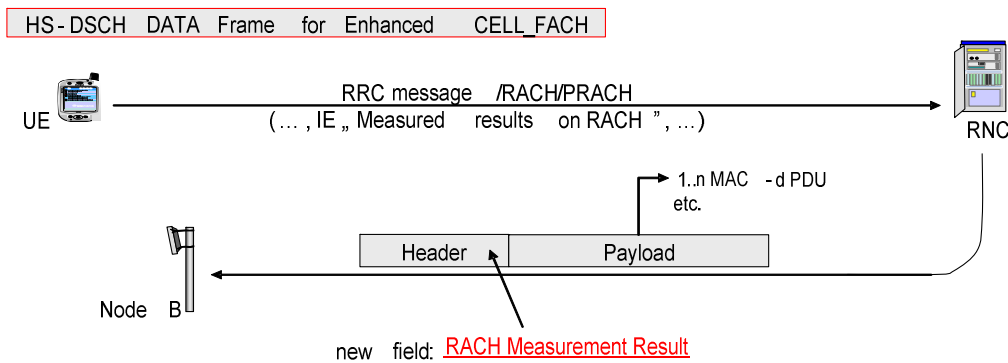 HS-DSCH DATA Frame for Enhanced CELL_FACH
RRC message /RACH/PRACH
UE
(... , IE „ Measured results on RACH ", ...)
RNC
1..n MAC -d PDU
etc.
Header Payload
Node B
new field: RACH Measurement Result